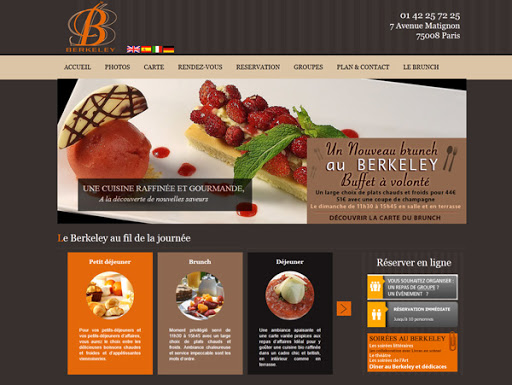 B
BERKELEY
01 42 25 72 25
7 Avenue Matignon
75008 Paris
ACCUEIL PHOTOS CARTE RENDEZ-VOUS RESERVATION GROUPES PLAN & CONTACT LE BRUNCH
Un Nouveau brunch
au BERKELEY
Buffet à volonté
Un large choix de plats chauds et froids pour 44€
51€ avec une coupe de champagne
Le dimanche de 11h30 à 15h45 en salle et en terrasse
DÉCOUVRIR LA CARTE DU BRUNCH
UNE CUISINE RAFFINÉE ET GOURMANDE,
A la découverte de nouvelles saveurs
Le Berkeley au fil de la journée
Petit déjeuner
Pour vos petits-déjeuners et
vos petits déjeuners d'affaires,
vous aurez le choix entre les
délicieuses boissons chaudes
et froides et d'appétissantes
viennoiseries.
Brunch
Moment privilégié servi de
11h30 à 15h45 avec un large
choix de plats chauds et
froids. Ambiance chaleureuse
et service impeccable sont les
mots d'ordre
Déjeuner
Une ambiance apaisante et
une carte variée propice aux
repas d'affaires idéal pour y
goûter une cuisine bio raffinée
dans un cadre chic et british,
en intérieur comme en
terrasse.
Réserver en ligne
VOUS SOUHAITEZ ORGANISER
UN REPAS DE GROUPE ?
UN ÉVÉNEMENT ?
RÉSERVATION IMMÉDIATE
Jusqu'à 10 personnes
SOIRÉES AU BERKELEY
Les soirées littéraires
Le théâtre
Les soirées de l'Art
Diner au Berkeley et dédicasse.